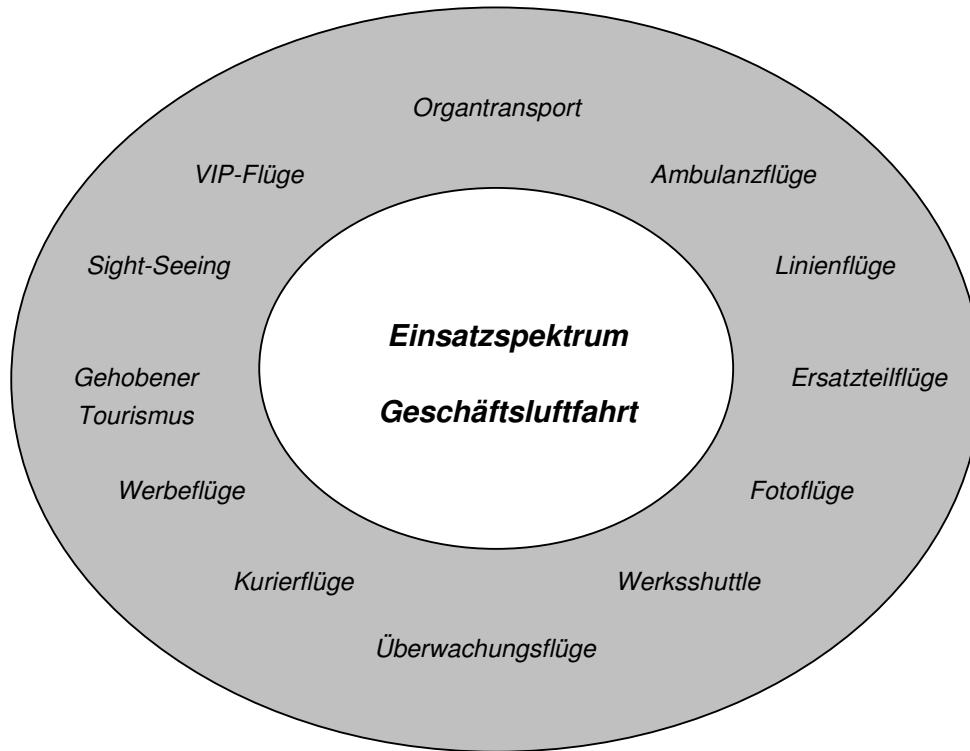 Organtransport
VIP-Flüge
Ambulanzflüge
Sight-Seeing
Linienflüge
Einsatzspektrum
Geschäftsluftfahrt
Gehobener
Tourismus
Ersatzteilflüge
Werbeflüge
Fotoflüge
Kurierflüge
Werksshuttle
Überwachungsflüge